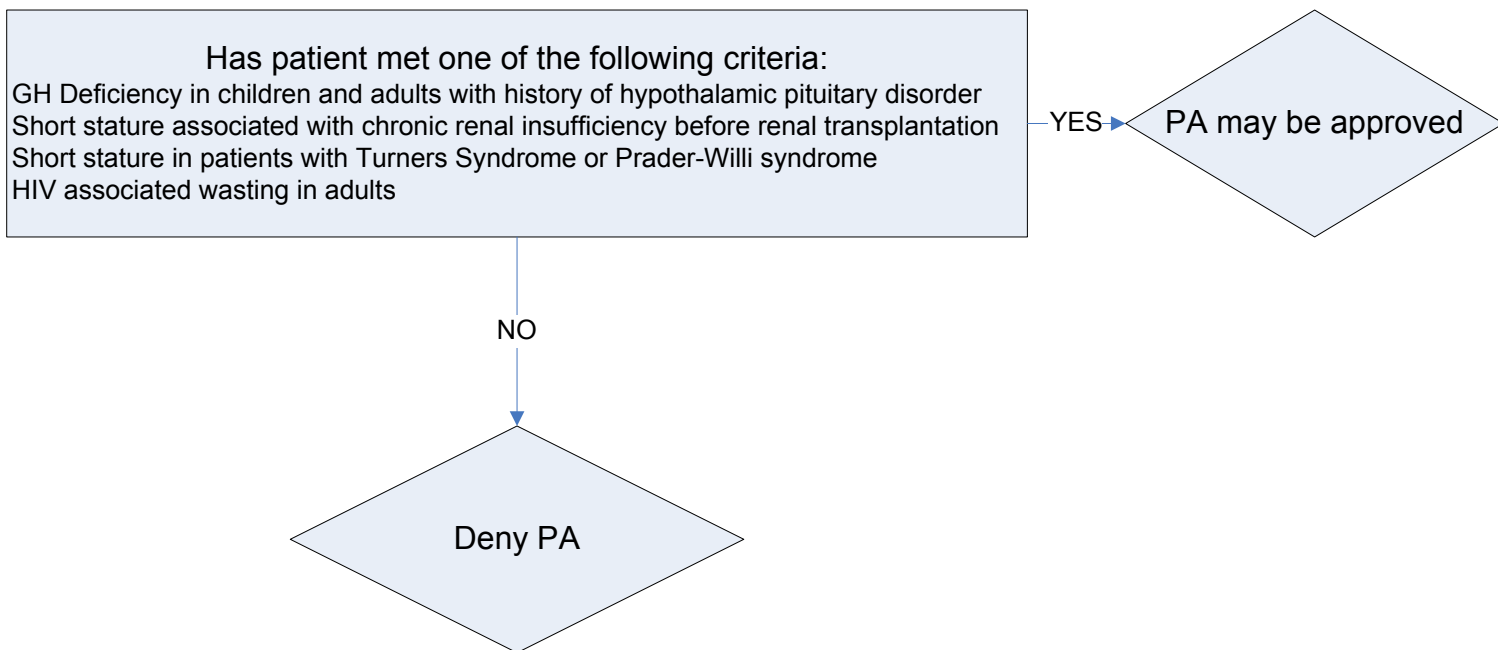 Has patient met one of the following criteria:
GH Deficiency in children and adults with history of hypothalamic pituitary disorder
Short stature associated with chronic renal insufficiency before renal transplantation
Short stature in patients with Turners Syndrome or Prader-Willi syndrome
HIV associated wasting in adults
YES
PA may be approved
NO
Deny PA